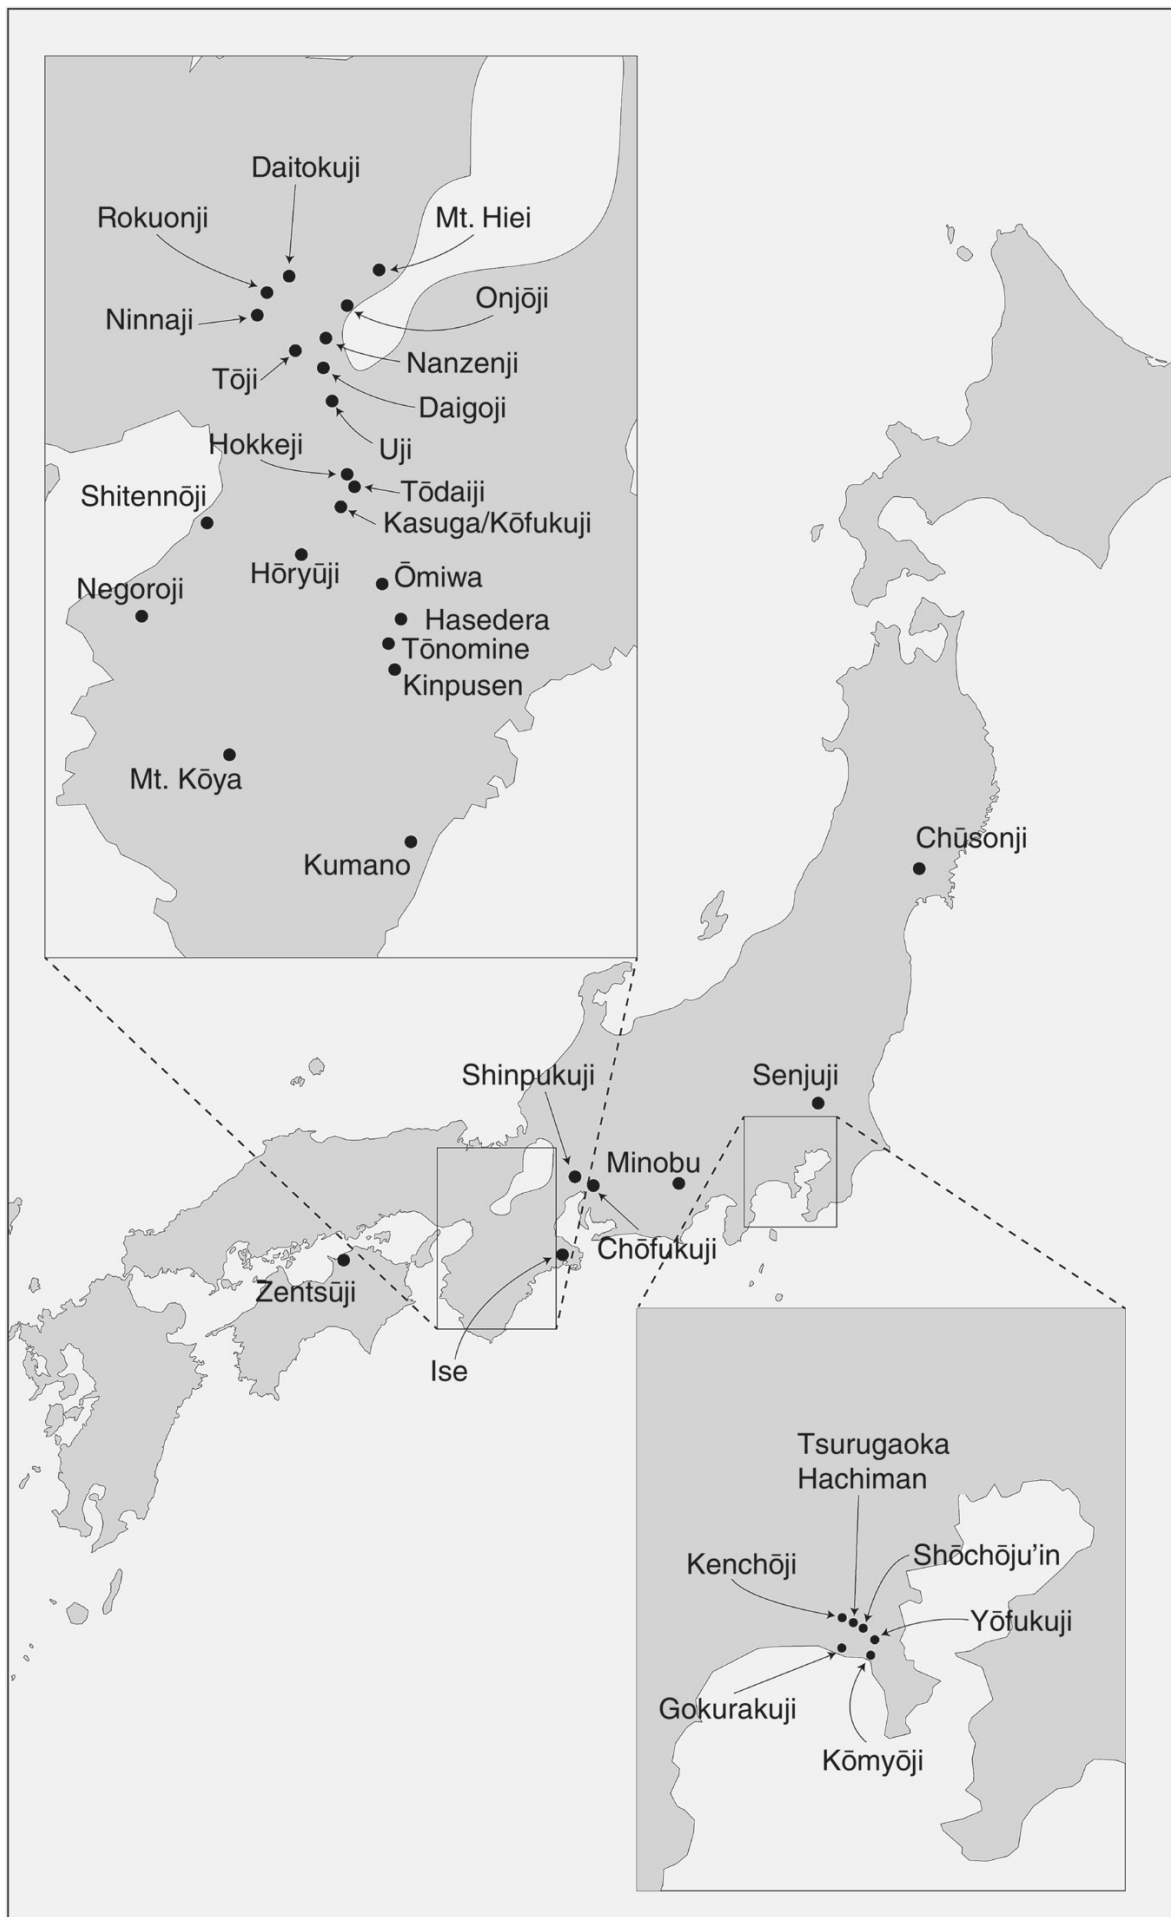 Daitokuji
Rokuonji
Mt. Hiei
Onjōji
Ninnaji
Nanzenji
Tōji
Daigoji
Uji
Hokkeji
Tōdaiji
Shitennōji
Kasuga/Kōfukuji
Hōryūji
Ōmiwa
Negoroji
Hasedera
Tōnomine
Kinpusen
Mt. Kōya
Kumano
Chūsonji
Shinpukuji
Senjuji
Minobu
Chōfukuji
Zentsūji
Ise
Tsurugaoka
Hachiman
Kenchōji
Shōchōju’in
Yōfukuji
Gokurakuji
Kōmyōji